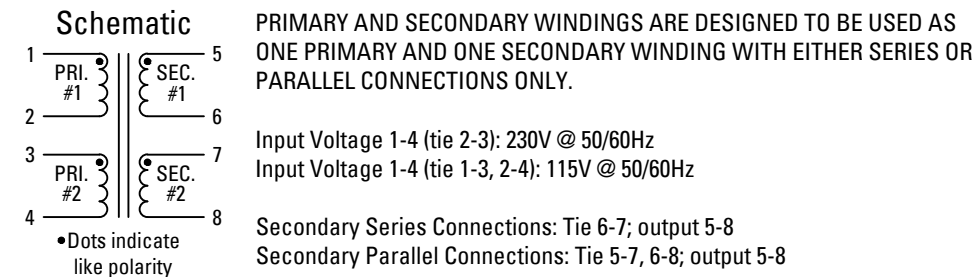 Schematic
1
PRI.
#1
2
3
PRI.
#2
4
SEC.
#1
5
6
SEC.
#2
7
8
•Dots indicate
like polarity
PRIMARY AND SECONDARY WINDINGS ARE DESIGNED TO BE USED AS
ONE PRIMARY AND ONE SECONDARY WINDING WITH EITHER SERIES OR
PARALLEL CONNECTIONS ONLY.
Input Voltage 1-4 (tie 2-3): 230V @ 50/60Hz
Input Voltage 1-4 (tie 1-3, 2-4): 115V @ 50/60Hz
Secondary Series Connections: Tie 6-7; output 5-8
Secondary Parallel Connections: Tie 5-7, 6-8; output 5-8